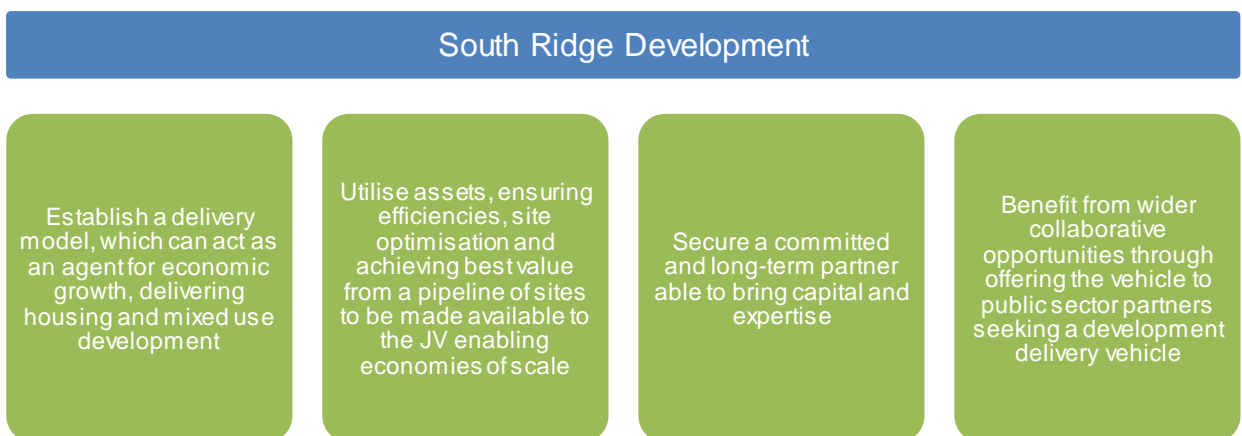 South Ridge Development
Establish a delivery
model, which can act as
an agent for economic
growth, delivering
housing and mixed use
development
Utilise assets, ensuring
efficiencies, site
optimisation and
achieving best value
from a pipeline of sites
to be made available to
the JV enabling
economies of scale
Secure a committed
and long-term partner
able to bring capital and
expertise
Benefit from wider
collaborative
opportunities through
offering the vehicle to
public sector partners
seeking a development
delivery vehicle